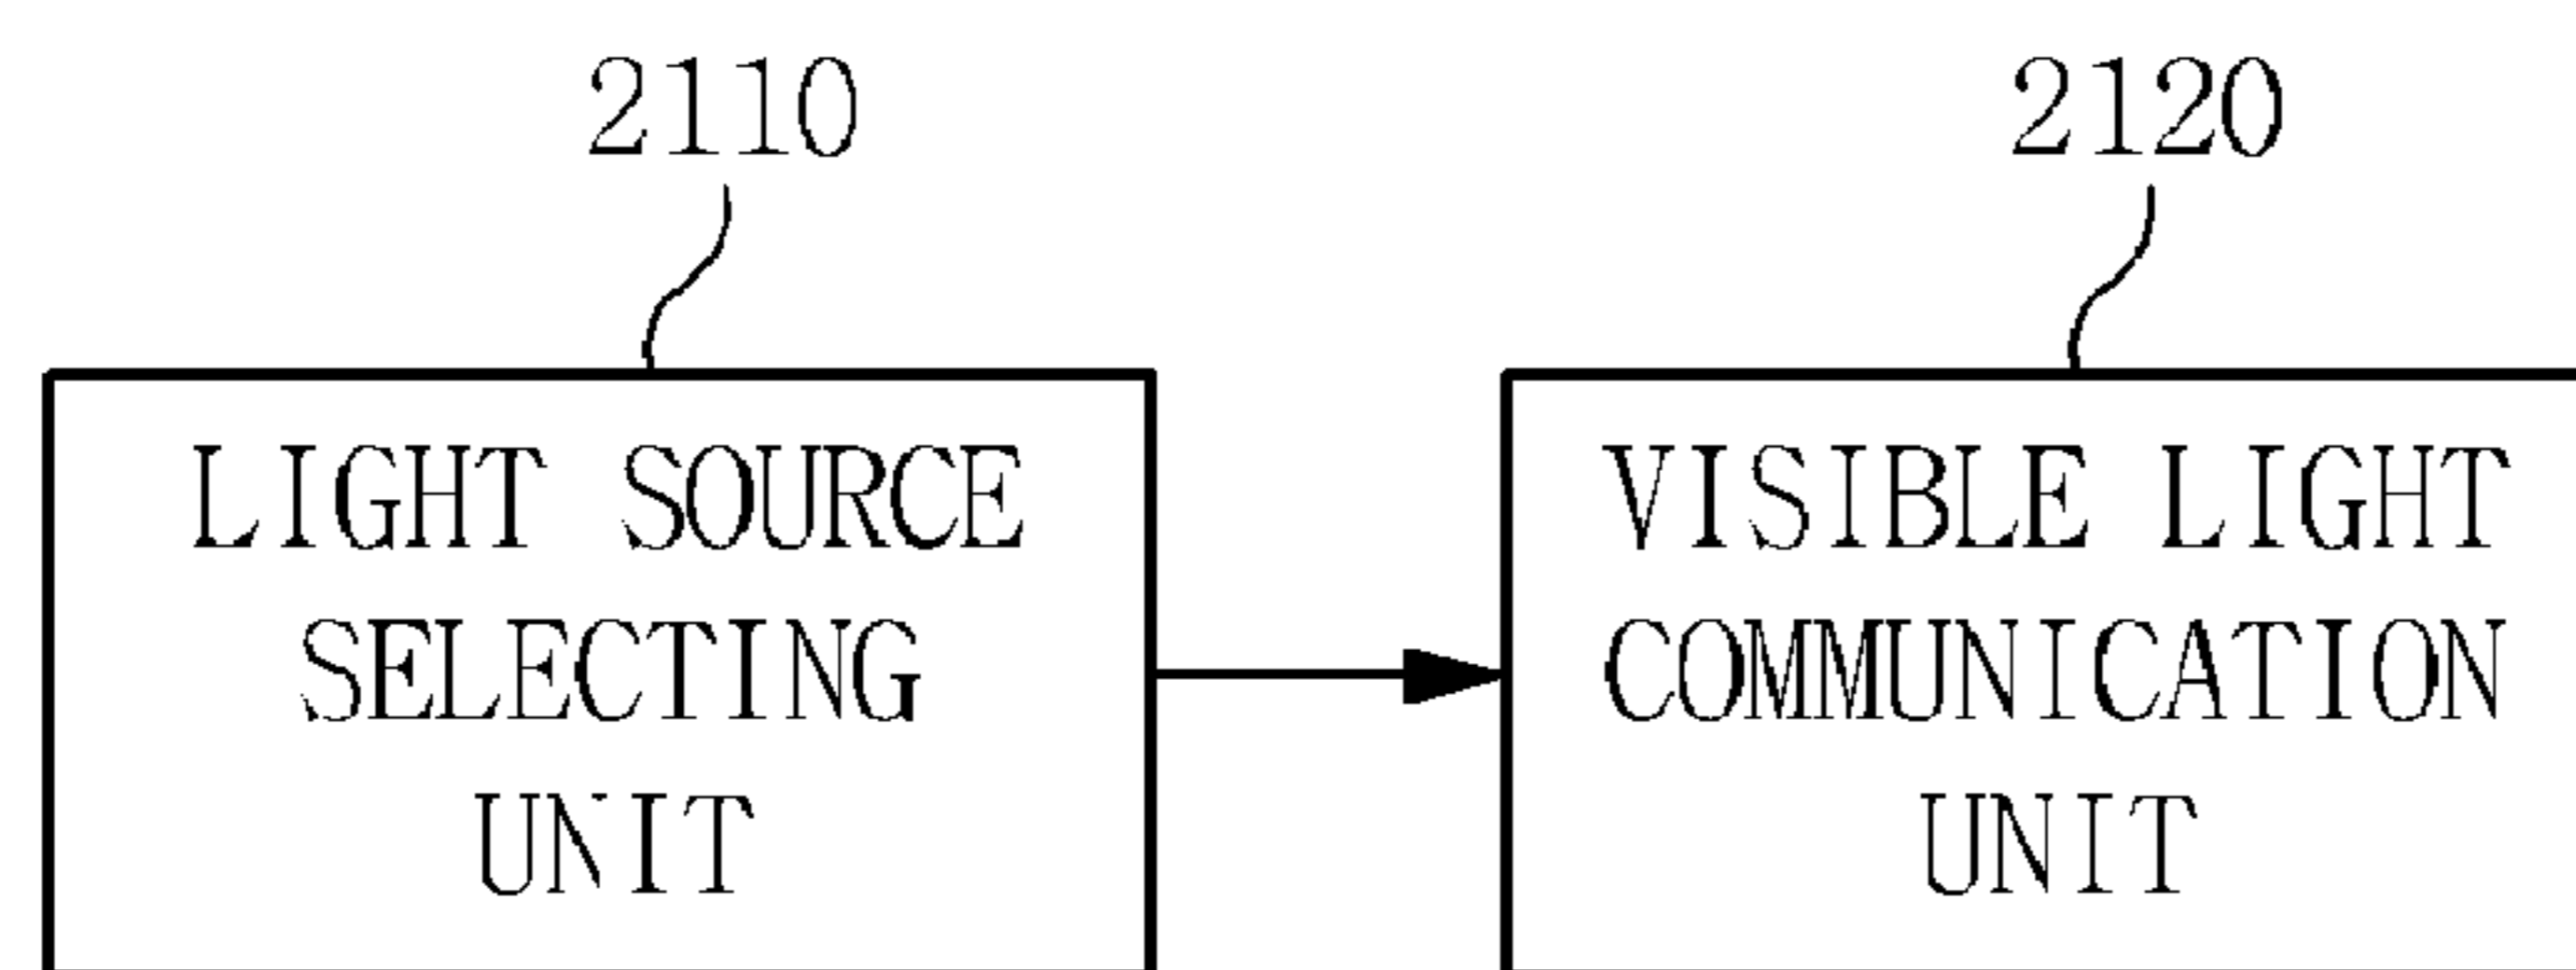 2110
2120
LIGHT SOURCE
SELECTING
UNIT
VISIBLE LIGHT
COMMUNICATION
UNIT